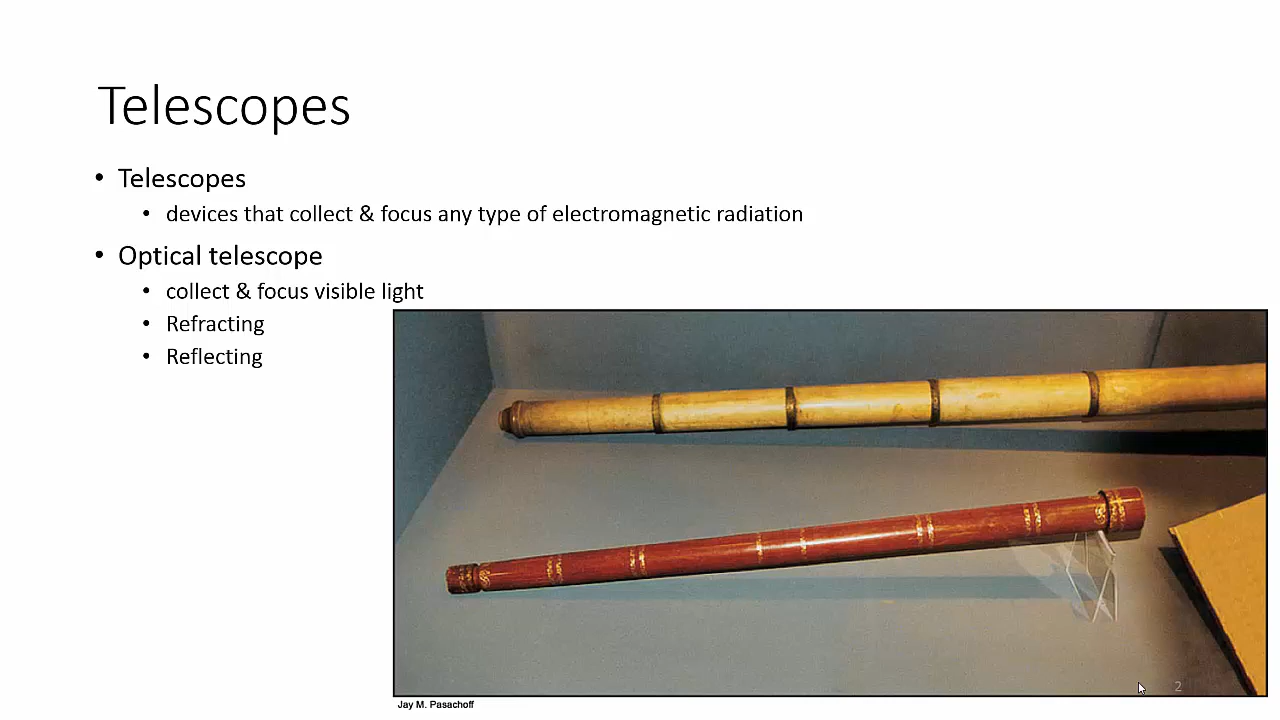 Telescopes
• Telescopes
• devices that collect & focus any type of electromagnetic radiation
• Optical telescope
• collect & focus visible light
• Refracting
• Reflecting
2
Jay M. Pasachoff